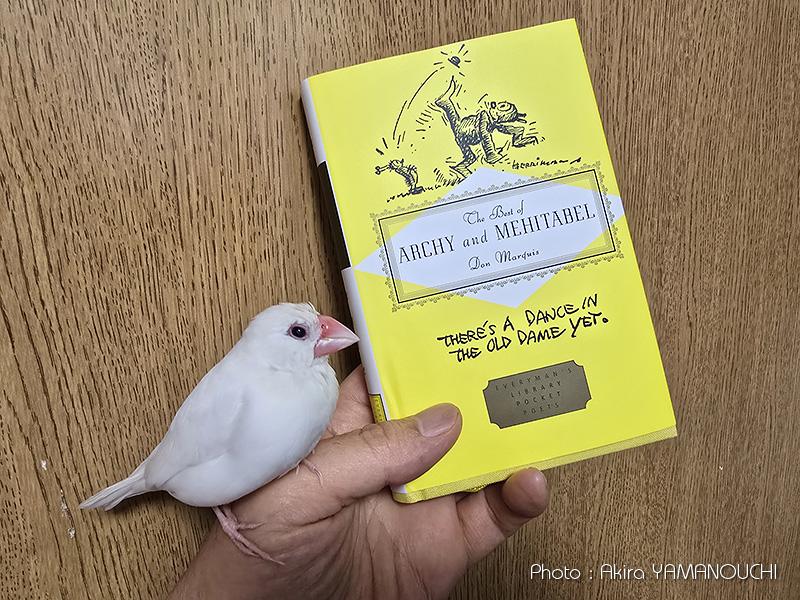 Herriman
The Best of
ARCHY and MEHITABEL
Don Marquis
THERE'S A DANCE IN
THE OLD DAME YET.
EVERYMAN'S
LIBRARY
POCKET
POETS
Photo : Akira YAMANOUCHI